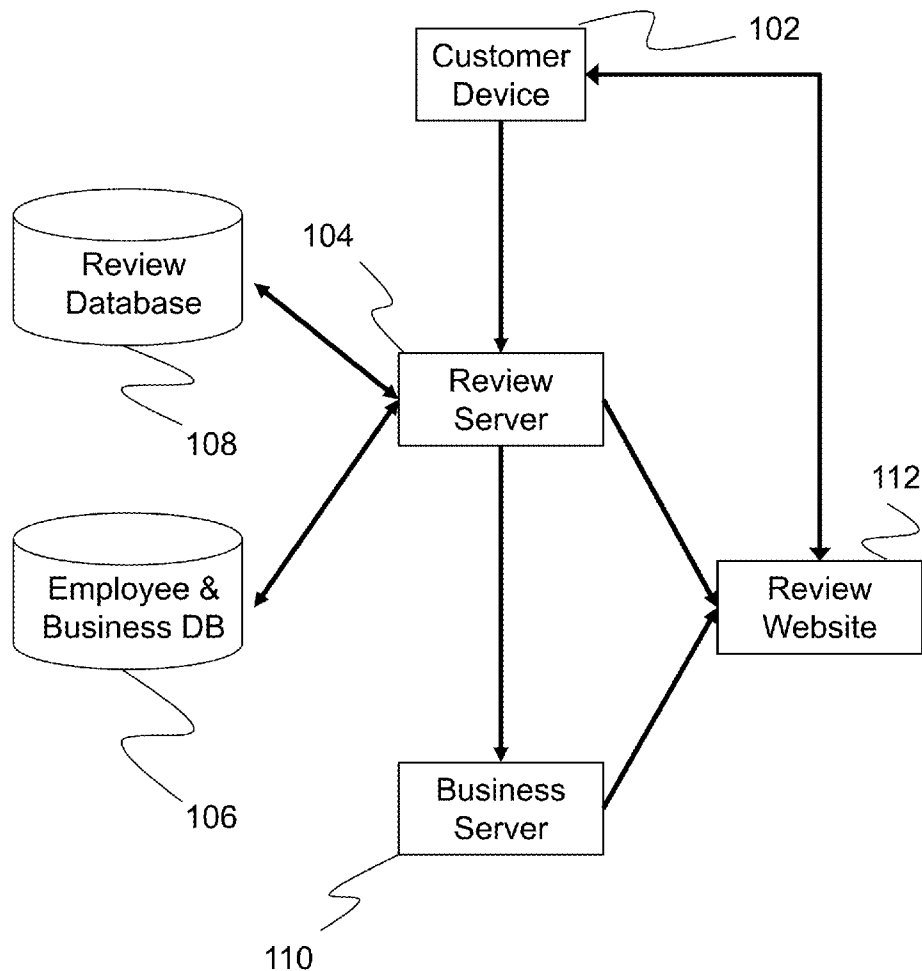 102
Customer
Device
104
Review
Database
Review
Server
108
112
Employee &
Business DB
Review
Website
106
Business
Server
110